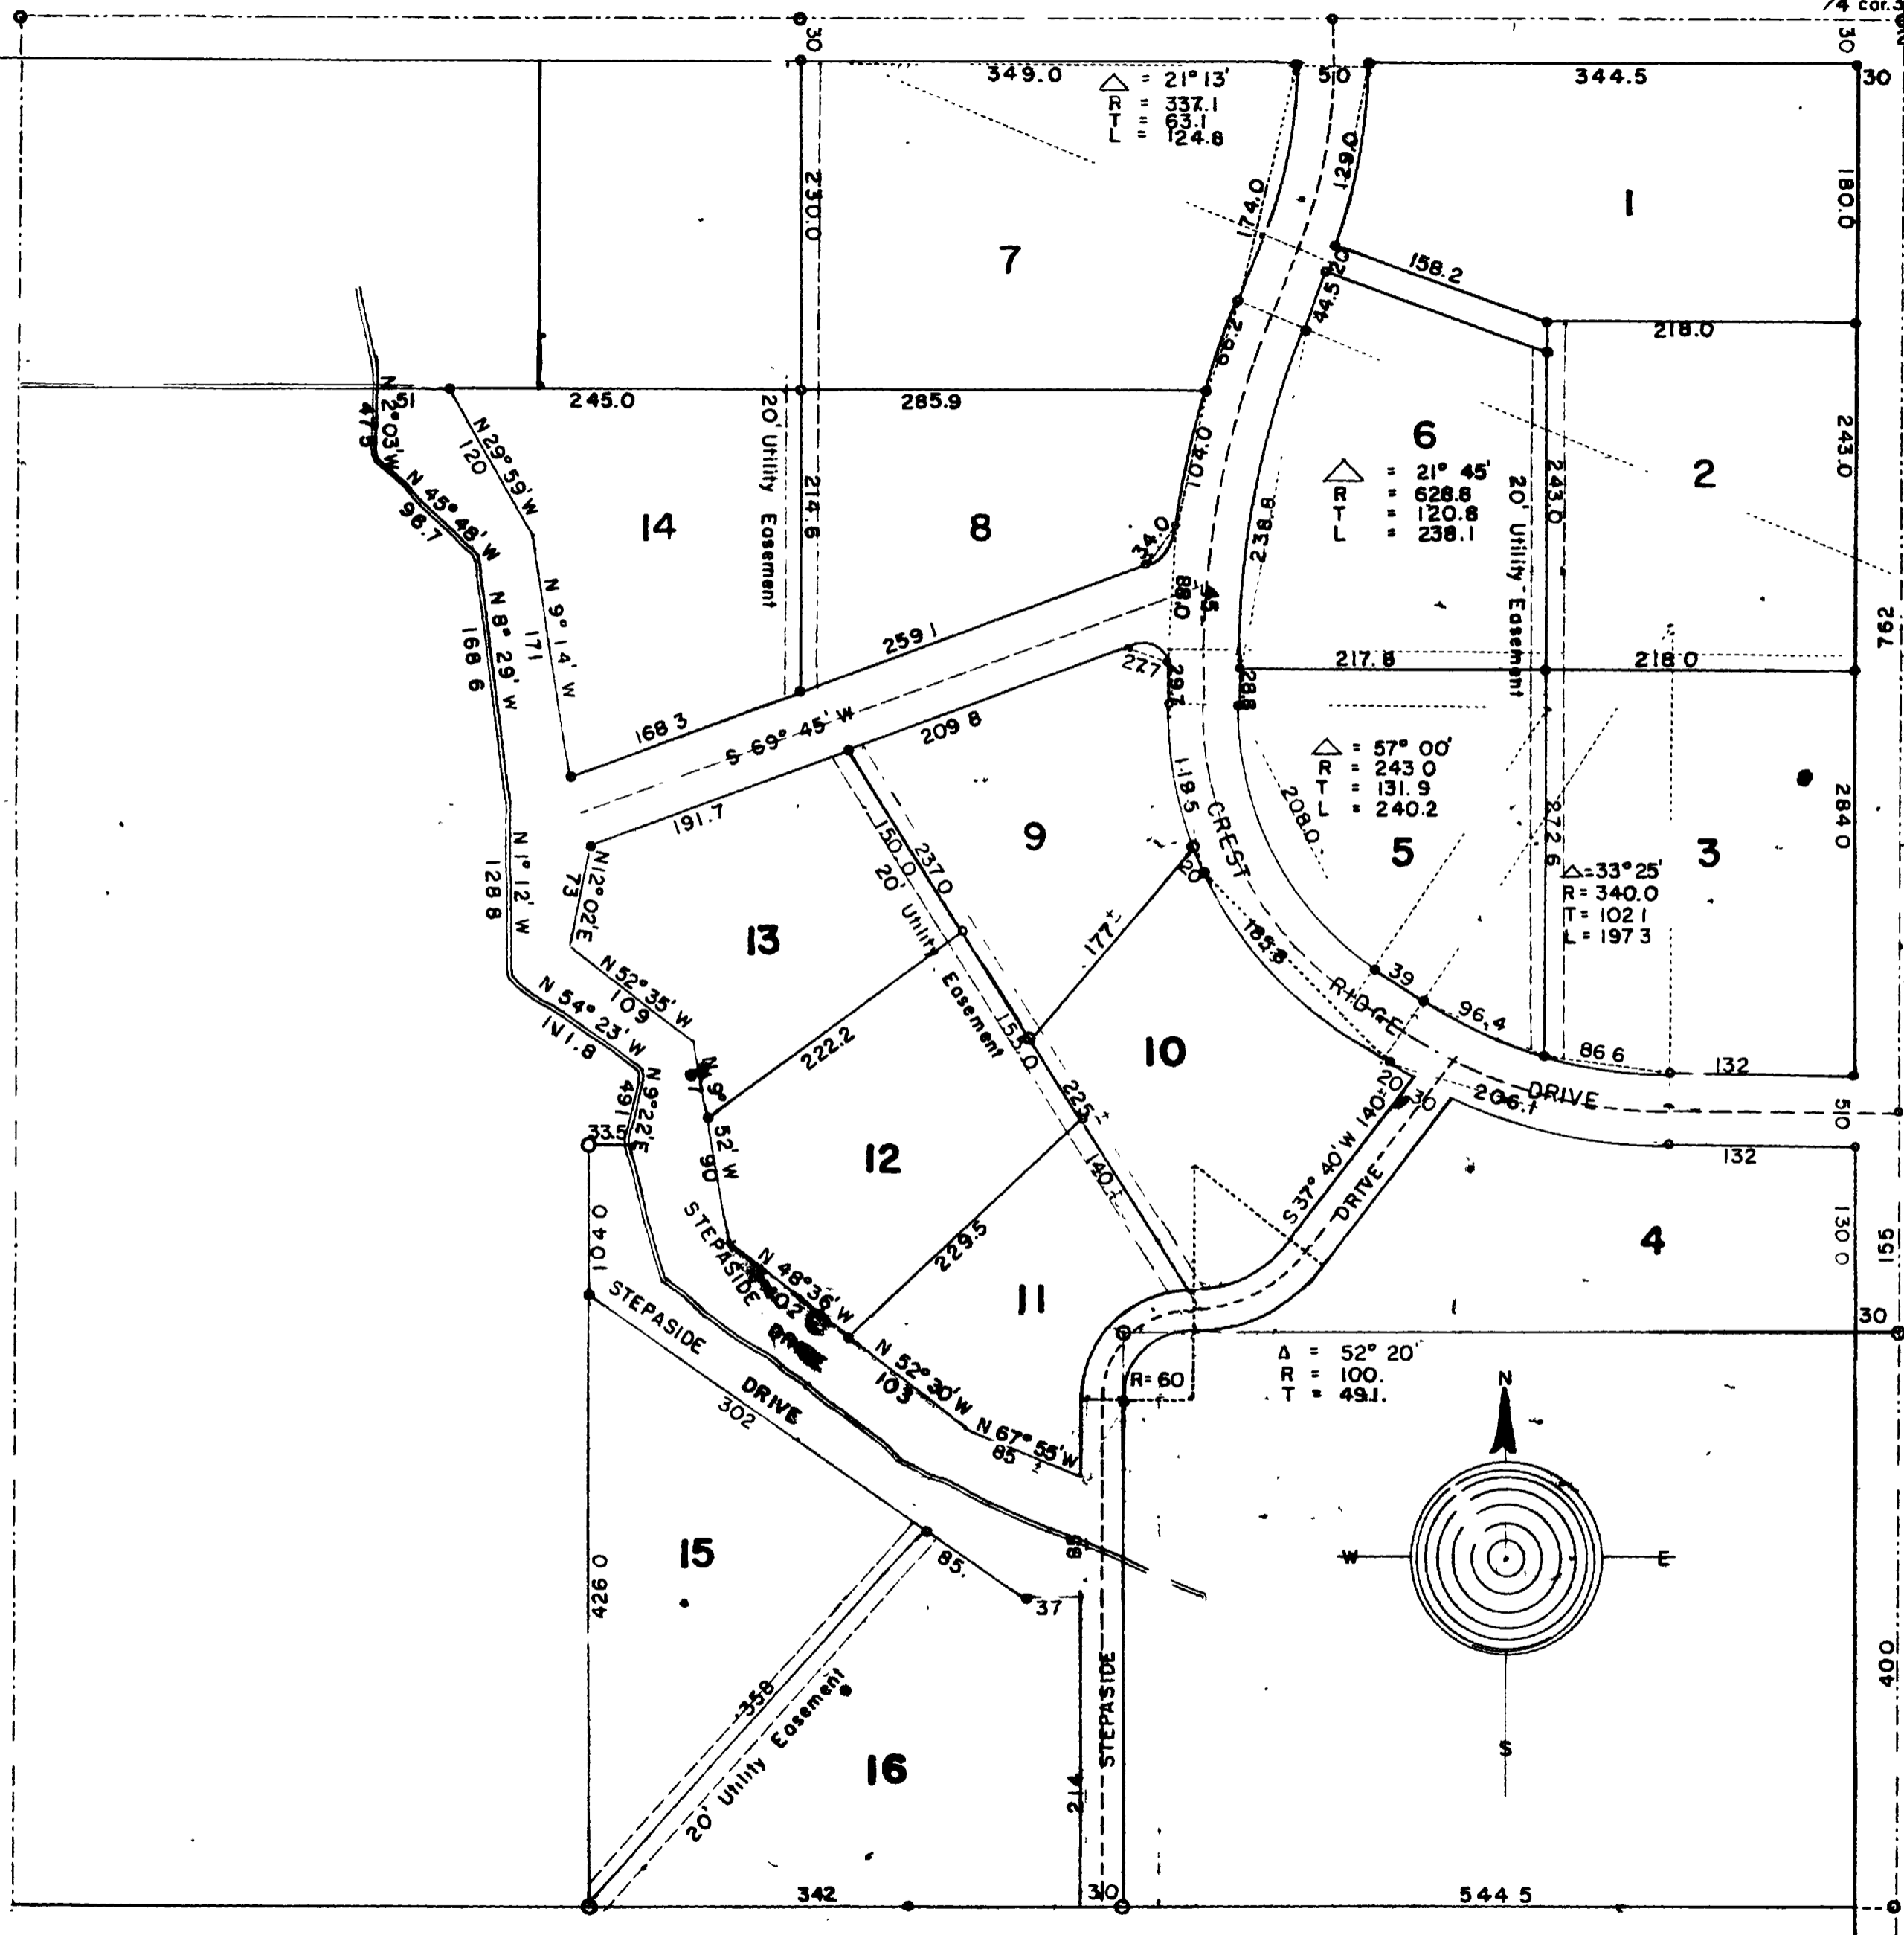 1/4 cor.
30
30
349.0
50
344.5
30
△ = 21° 13'
R = 337.1
T = 63.1
L = 124.8
230.0
174.0
129.0
1
180.0
7
20
158.2
44.5
66.2
218.0
51
245.0
285.9
N 2° 03' W
47.5
N 29° 59' W
120
N 45° 48' W
96.7
14
20' Utility Easement
214.6
8
104.0
34.0
6
△ = 21° 45'
R = 628.8
T = 120.8
L = 238.1
238.8
20' Utility Easement
243.0
2
243.0
N 8° 29' W
168 6
N 9° 14' W
171
259 1
88.0
45
762
27.7
29.7
28.8
217.8
218.0
168 3
S 69° 45' W
209 8
△ = 57° 00'
R = 243 0
T = 131. 9
L = 240.2
191.7
118.5
CREST
208.0
272 6
284 0
N 1° 12' W
128 8
N 12° 02' E
73
150.0
237.0
20' Utility Easement
9
20
5
3
△=33° 25'
R= 340.0
T= 102 1
L= 197 3
13
177±
185.8
N 52° 35' W
109
N 54° 23' W
222.2
155.0
10
RIDGE
39
96.4
86 6
132
N 9° 22' E
49 1
33.5
N 9° 52' W
90
12
225±
140±
20
30
206.±
DRIVE
50
132
S 37° 40' W 140±
DRIVE
4
130 0
155
104 0
STEPASIDE
DRIVE
STEPASIDE
N 48° 36' W
229.5
11
N 52° 30' W
103
N 67° 55' W
85 ±
R= 60
30
Δ = 52° 20'
R = 100.
T = 49.1.
STEPASIDE
DRIVE
302
N
W
E
S
15
426 0
85.
85
37
358
20' Utility Easement
16
STEPASIDE
214
400
342
30
544 5